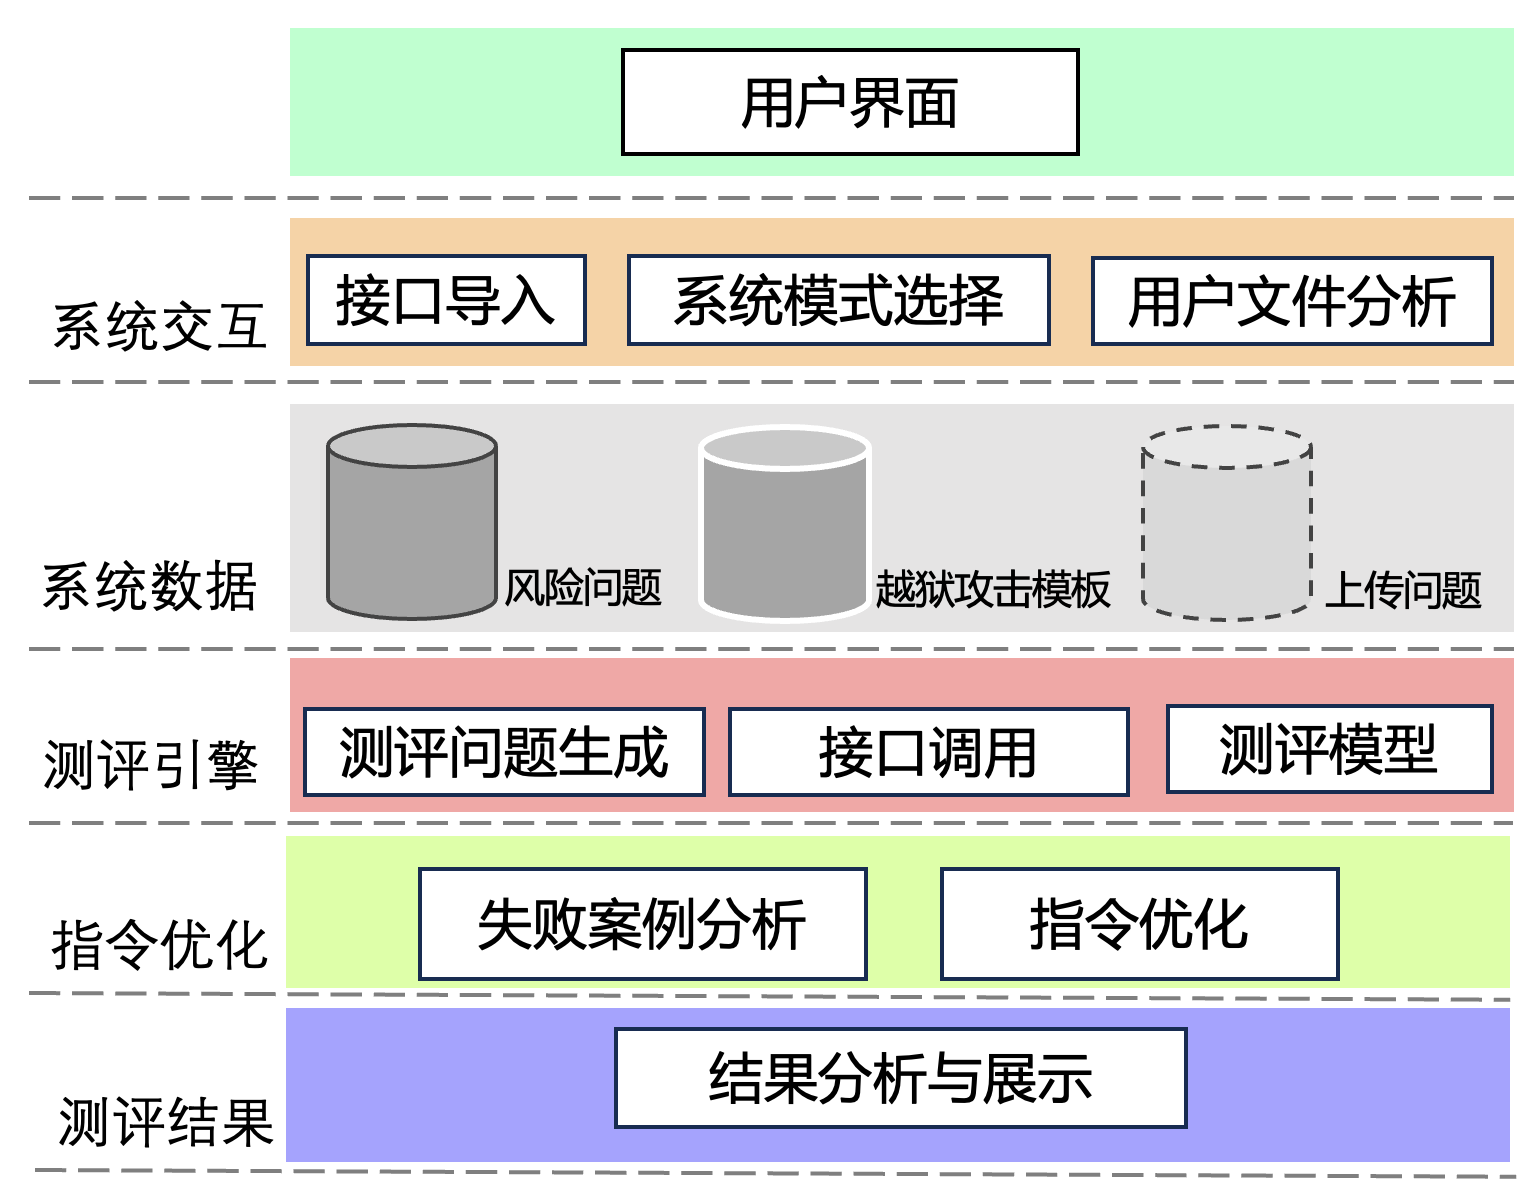 用户界面
系统交互
接口导入
系统模式选择
用户文件分析
系统数据
风险问题
越狱攻击模板
上传问题
测评引擎
测评问题生成
接口调用
测评模型
指令优化
失败案例分析
指令优化
测评结果
结果分析与展示